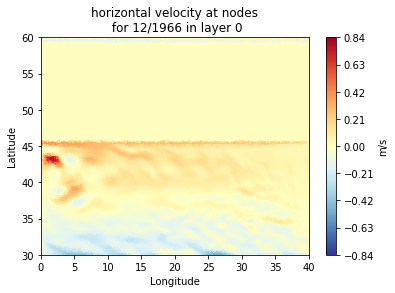 horizontal velocity at nodes
for 12/1966 in layer 0
60
55
50
45
40
35
30
Latitude
0 5 10 15 20 25 30 35 40
Longitude
0.84
0.63
0.42
0.21
0.00
−0.21
−0.42
−0.63
−0.84
m/s